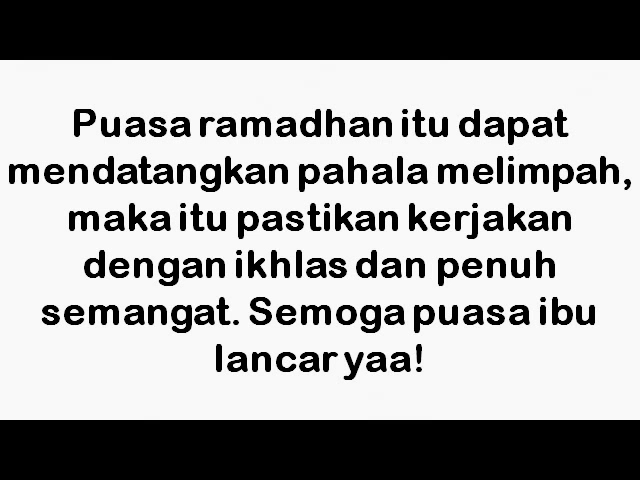 Puasa ramadhan itu dapat
mendatangkan pahala melimpah,
maka itu pastikan kerjakan
dengan ikhlas dan penuh
semangat. Semoga puasa ibu
lancar yaa!